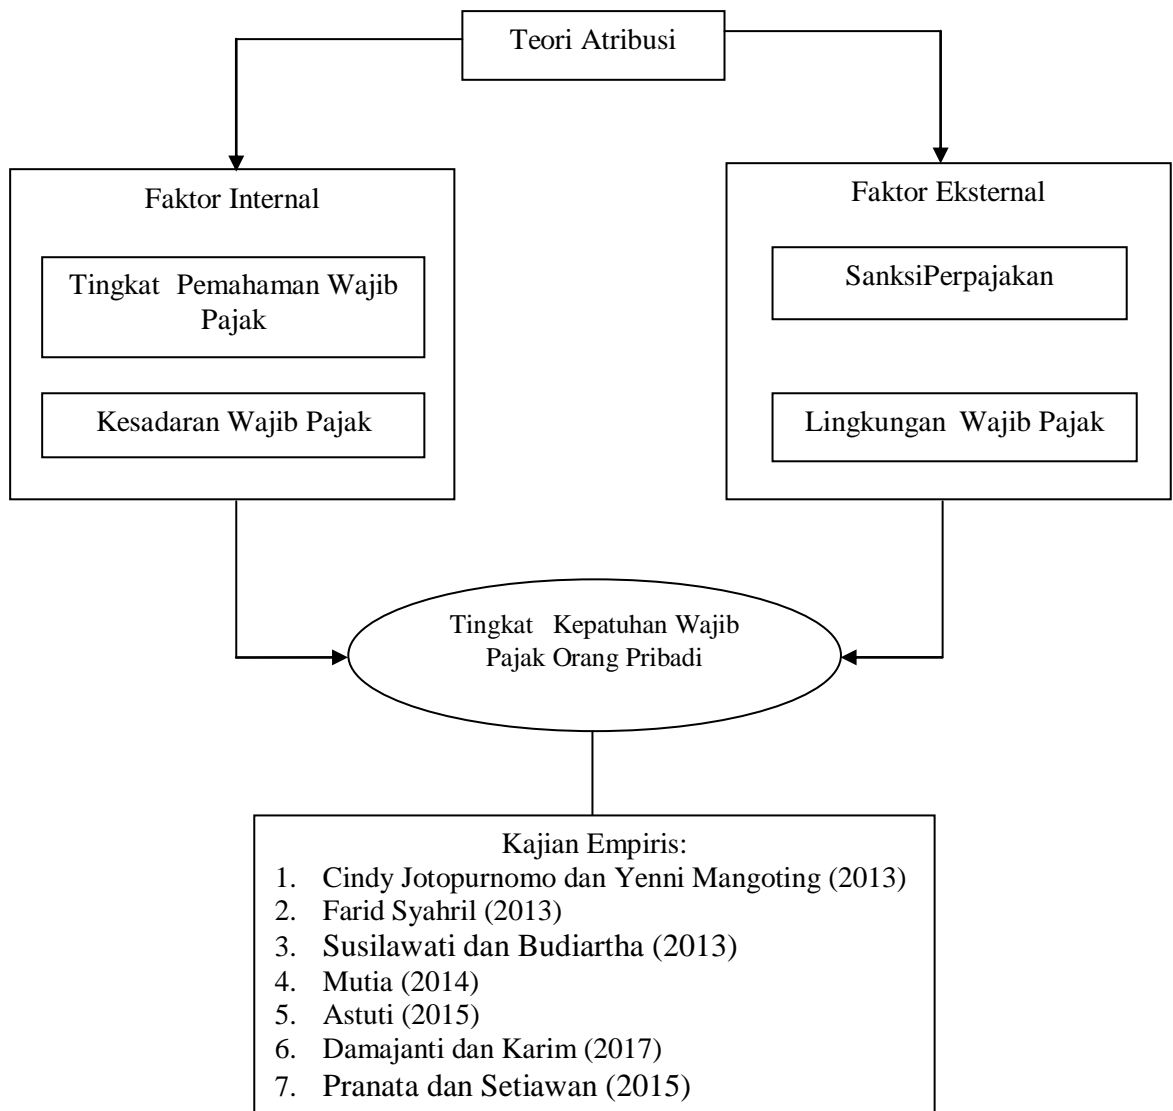 Teori Atribusi
Faktor Internal
Tingkat Pemahaman Wajib
Pajak
Kesadaran Wajib Pajak
Faktor Eksternal
SanksiPerpajakan
Lingkungan Wajib Pajak
Tingkat Kepatuhan Wajib
Pajak Orang Pribadi
Kajian Empiris:
1. Cindy Jotopurnomo dan Yenni Mangoting (2013)
2. Farid Syahril (2013)
3. Susilawati dan Budiartha (2013)
4. Mutia (2014)
5. Astuti (2015)
6. Damajanti dan Karim (2017)
7. Pranata dan Setiawan (2015)